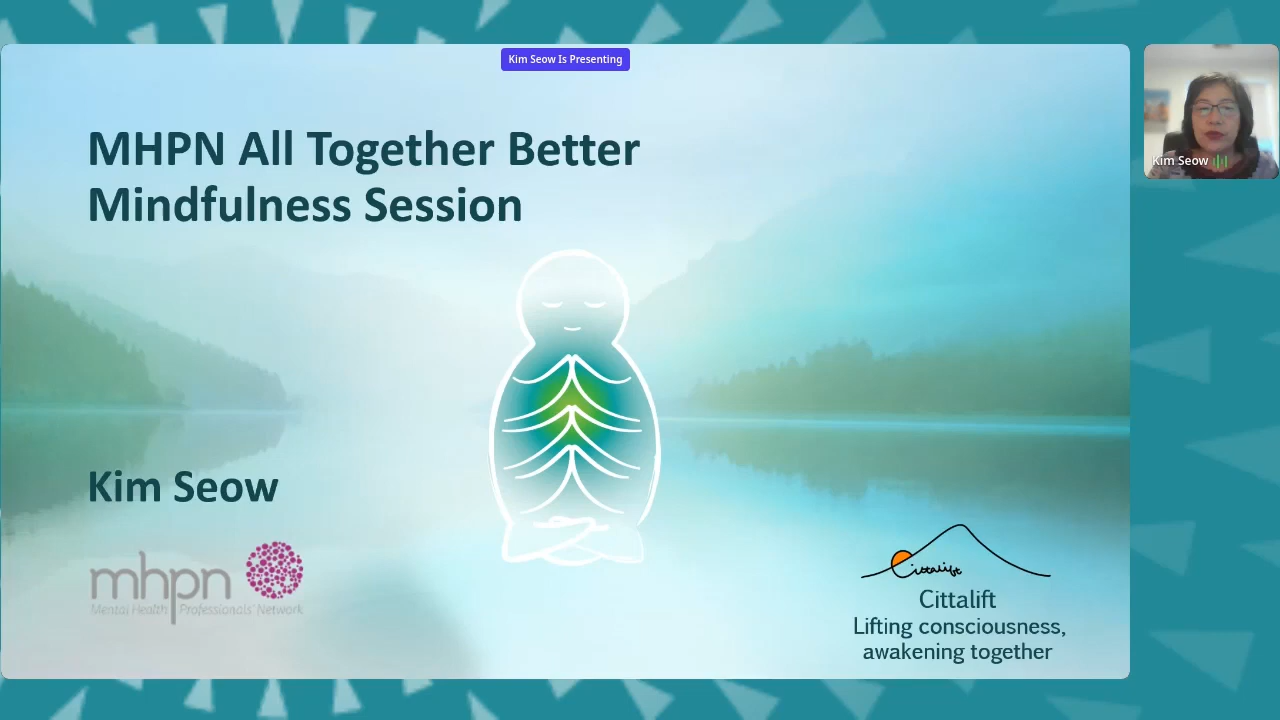 Kim Seow Is Presenting
MHPN All Together Better
Mindfulness Session
Kim Seow
Kim Seow
mhpn
Mental Health Professionals' Network
Cittalift
Cittalift
Lifting consciousness,
awakening together